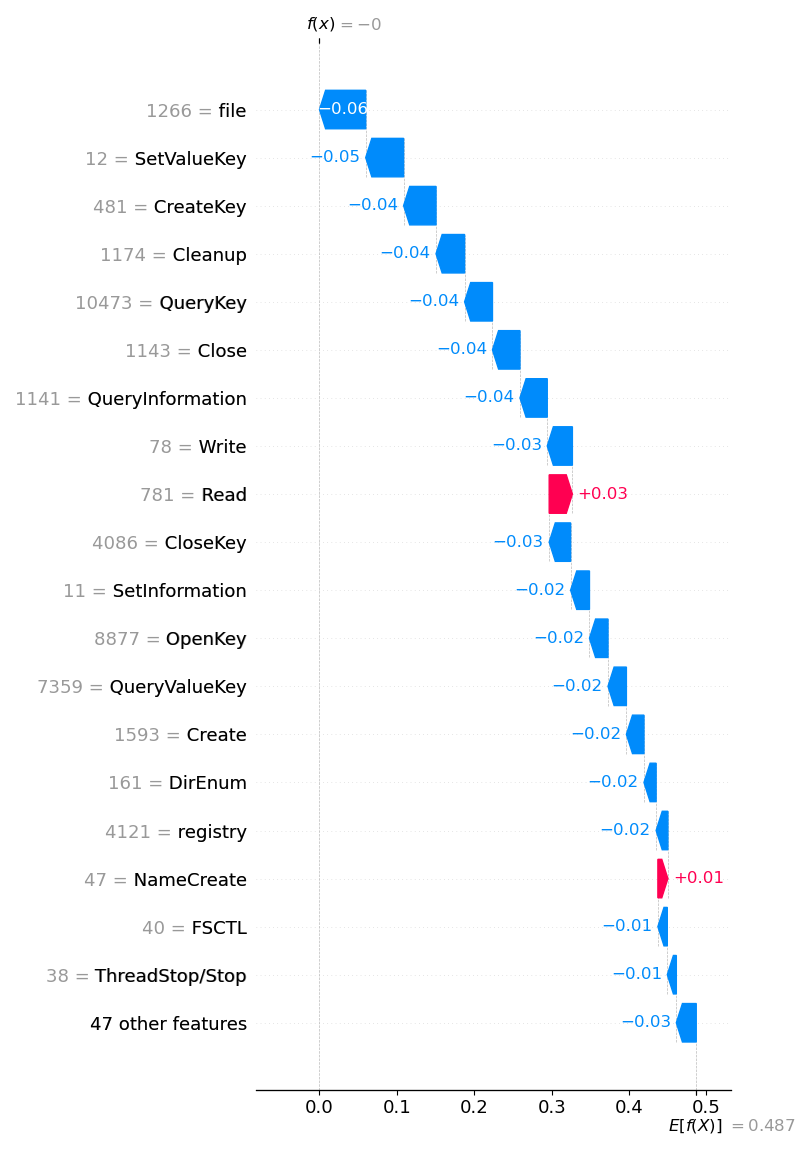 f(x) = −0
1266 = file −0.06
12 = SetValueKey −0.05
481 = CreateKey −0.04
1174 = Cleanup −0.04
10473 = QueryKey −0.04
1143 = Close −0.04
1141 = QueryInformation −0.04
78 = Write −0.03
781 = Read +0.03
4086 = CloseKey −0.03
11 = SetInformation −0.02
8877 = OpenKey −0.02
7359 = QueryValueKey −0.02
1593 = Create −0.02
161 = DirEnum −0.02
4121 = registry −0.02
47 = NameCreate +0.01
40 = FSCTL −0.01
38 = ThreadStop/Stop −0.01
47 other features −0.03
0.0 0.1 0.2 0.3 0.4 0.5
E[f(X)] = 0.487